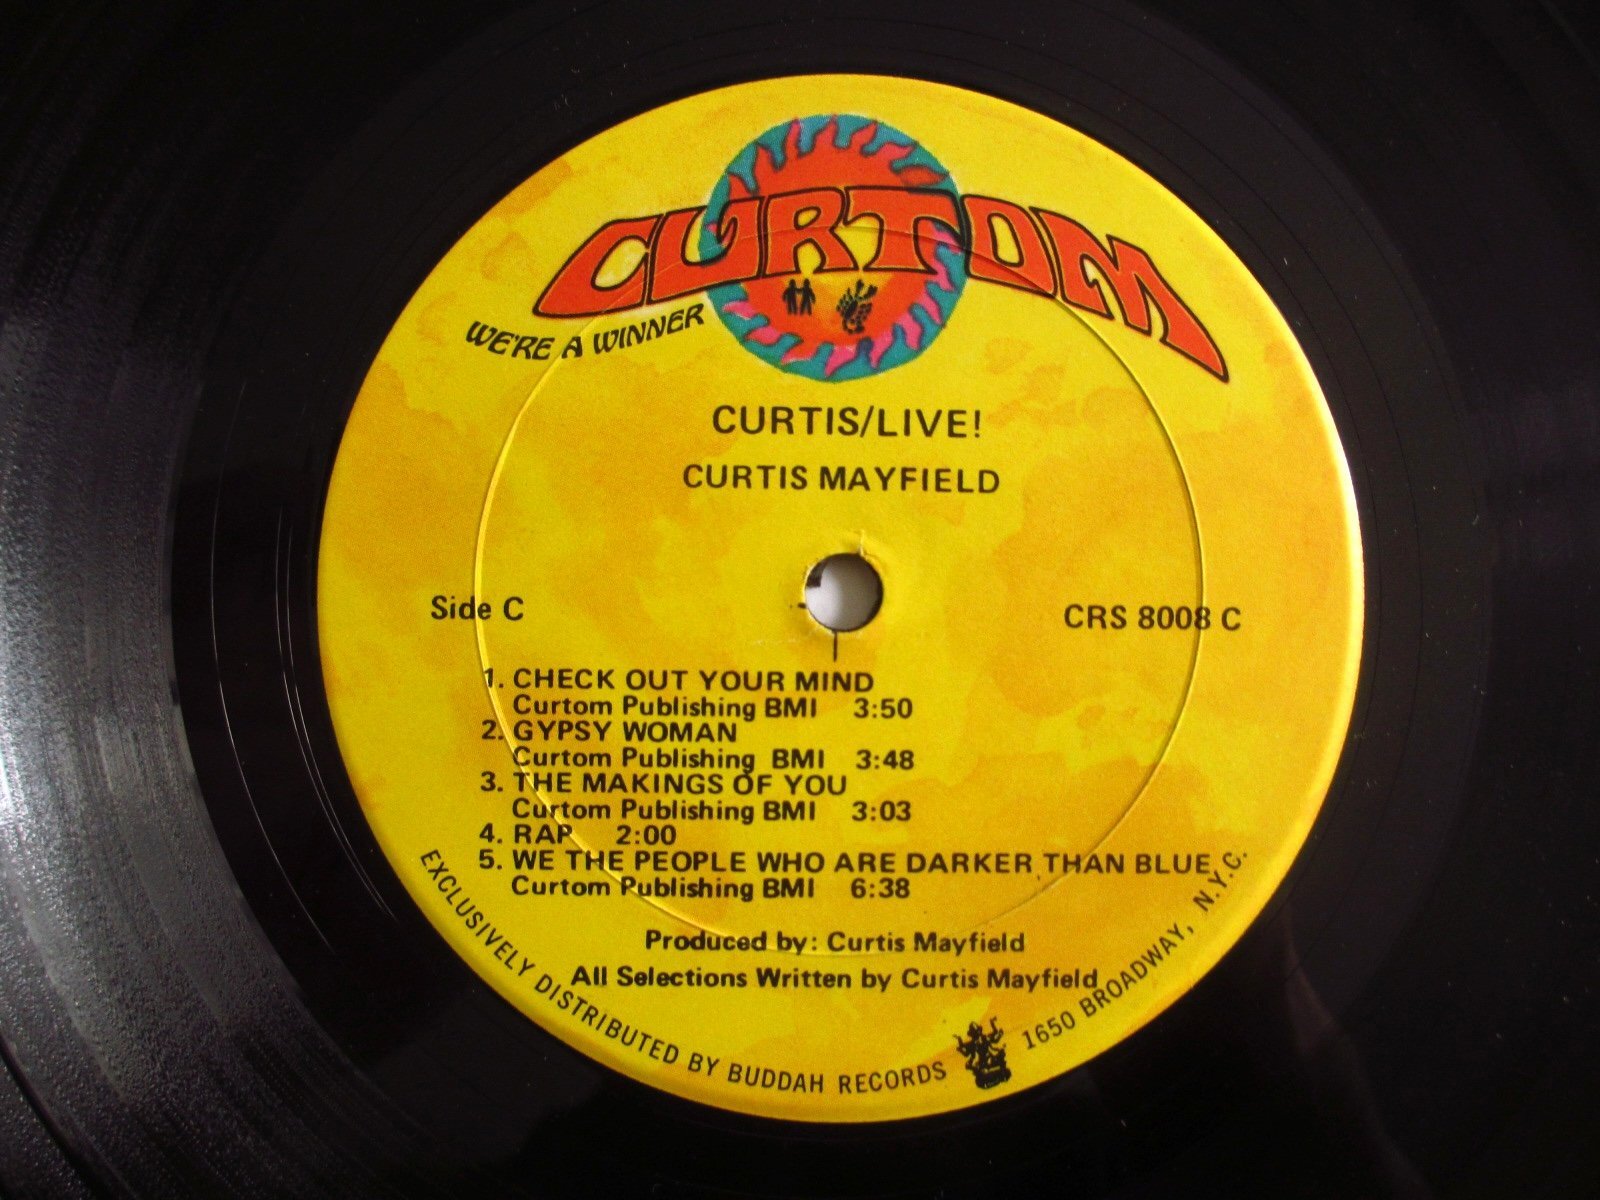 CURTOM
WE'RE A WINNER
CURTIS/LIVE!
CURTIS MAYFIELD
Side C
CRS 8008 C
1. CHECK OUT YOUR MIND
Curtom Publishing BMI 3:50
2. GYPSY WOMAN
Curtom Publishing BMI 3:48
3. THE MAKINGS OF YOU
Curtom Publishing BMI 3:03
4. RAP 2:00
5. WE THE PEOPLE WHO ARE DARKER THAN BLUE
Curtom Publishing BMI 6:38
Produced by: Curtis Mayfield
All Selections Written by Curtis Mayfield
EXCLUSIVELY DISTRIBUTED BY BUDDAH RECORDS 1650 BROADWAY, N.Y.C.